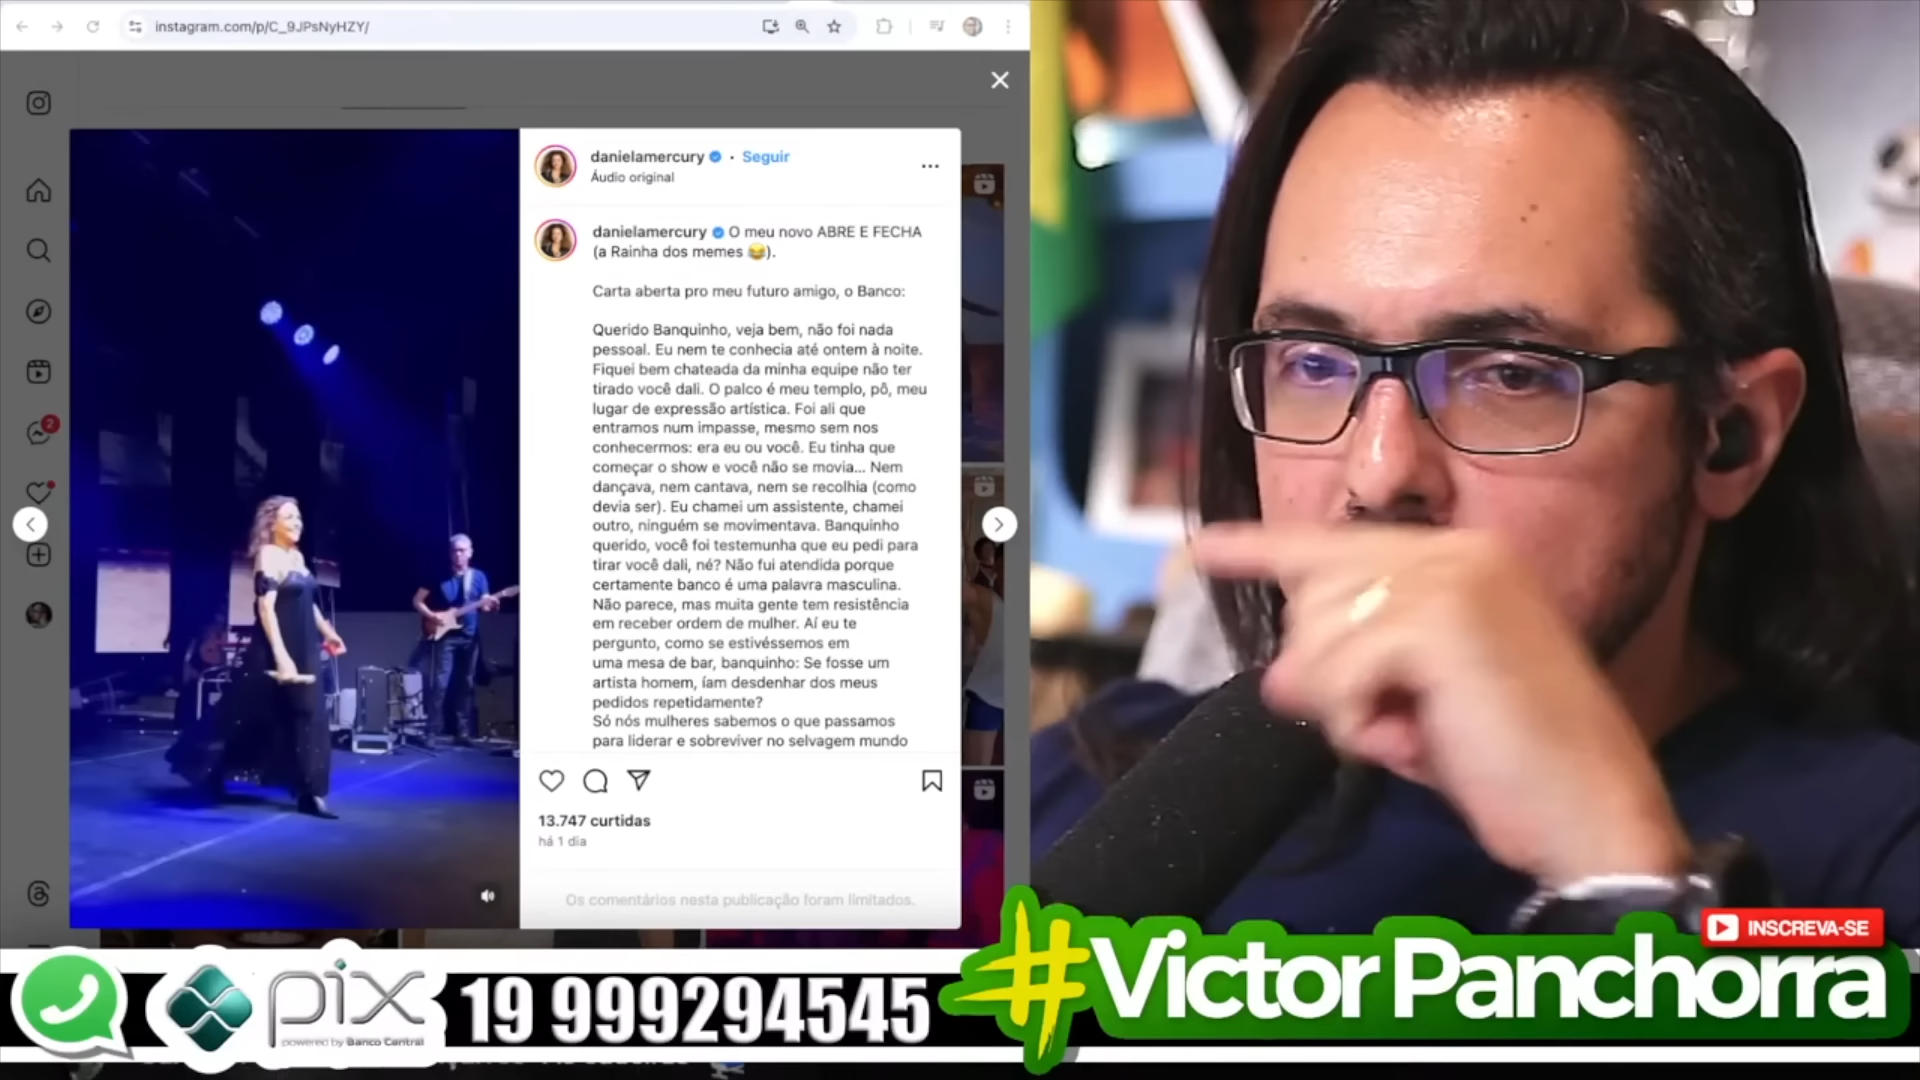 instagram.com/p/C_9JPsNyHZY/
danielamercury · Seguir
Áudio original
danielamercury O meu novo ABRE E FECHA
(a Rainha dos memes 😂).
Carta aberta pro meu futuro amigo, o Banco:
Querido Banquinho, veja bem, não foi nada
pessoal. Eu nem te conhecia até ontem à noite.
Fiquei bem chateada da minha equipe não ter
tirado você dali. O palco é meu templo, pô, meu
lugar de expressão artística. Foi ali que
entramos num impasse, mesmo sem nos
conhecermos: era eu ou você. Eu tinha que
começar o show e você não se movia... Nem
dançava, nem cantava, nem se recolhia (como
devia ser). Eu chamei um assistente, chamei
outro, ninguém se movimentava. Banquinho
querido, você foi testemunha que eu pedi para
tirar você dali, né? Não fui atendida porque
certamente banco é uma palavra masculina.
Não parece, mas muita gente tem resistência
em receber ordem de mulher. Aí eu te
pergunto, como se estivéssemos em
uma mesa de bar, banquinho: Se fosse um
artista homem, íam desdenhar dos meus
pedidos repetidamente?
Só nós mulheres sabemos o que passamos
para liderar e sobreviver no selvagem mundo
2
13.747 curtidas
há 1 dia
Os comentários nesta publicação foram limitados.
INSCREVA-SE
pix
powered by Banco Central
19 999294545
#Victor Panchorra